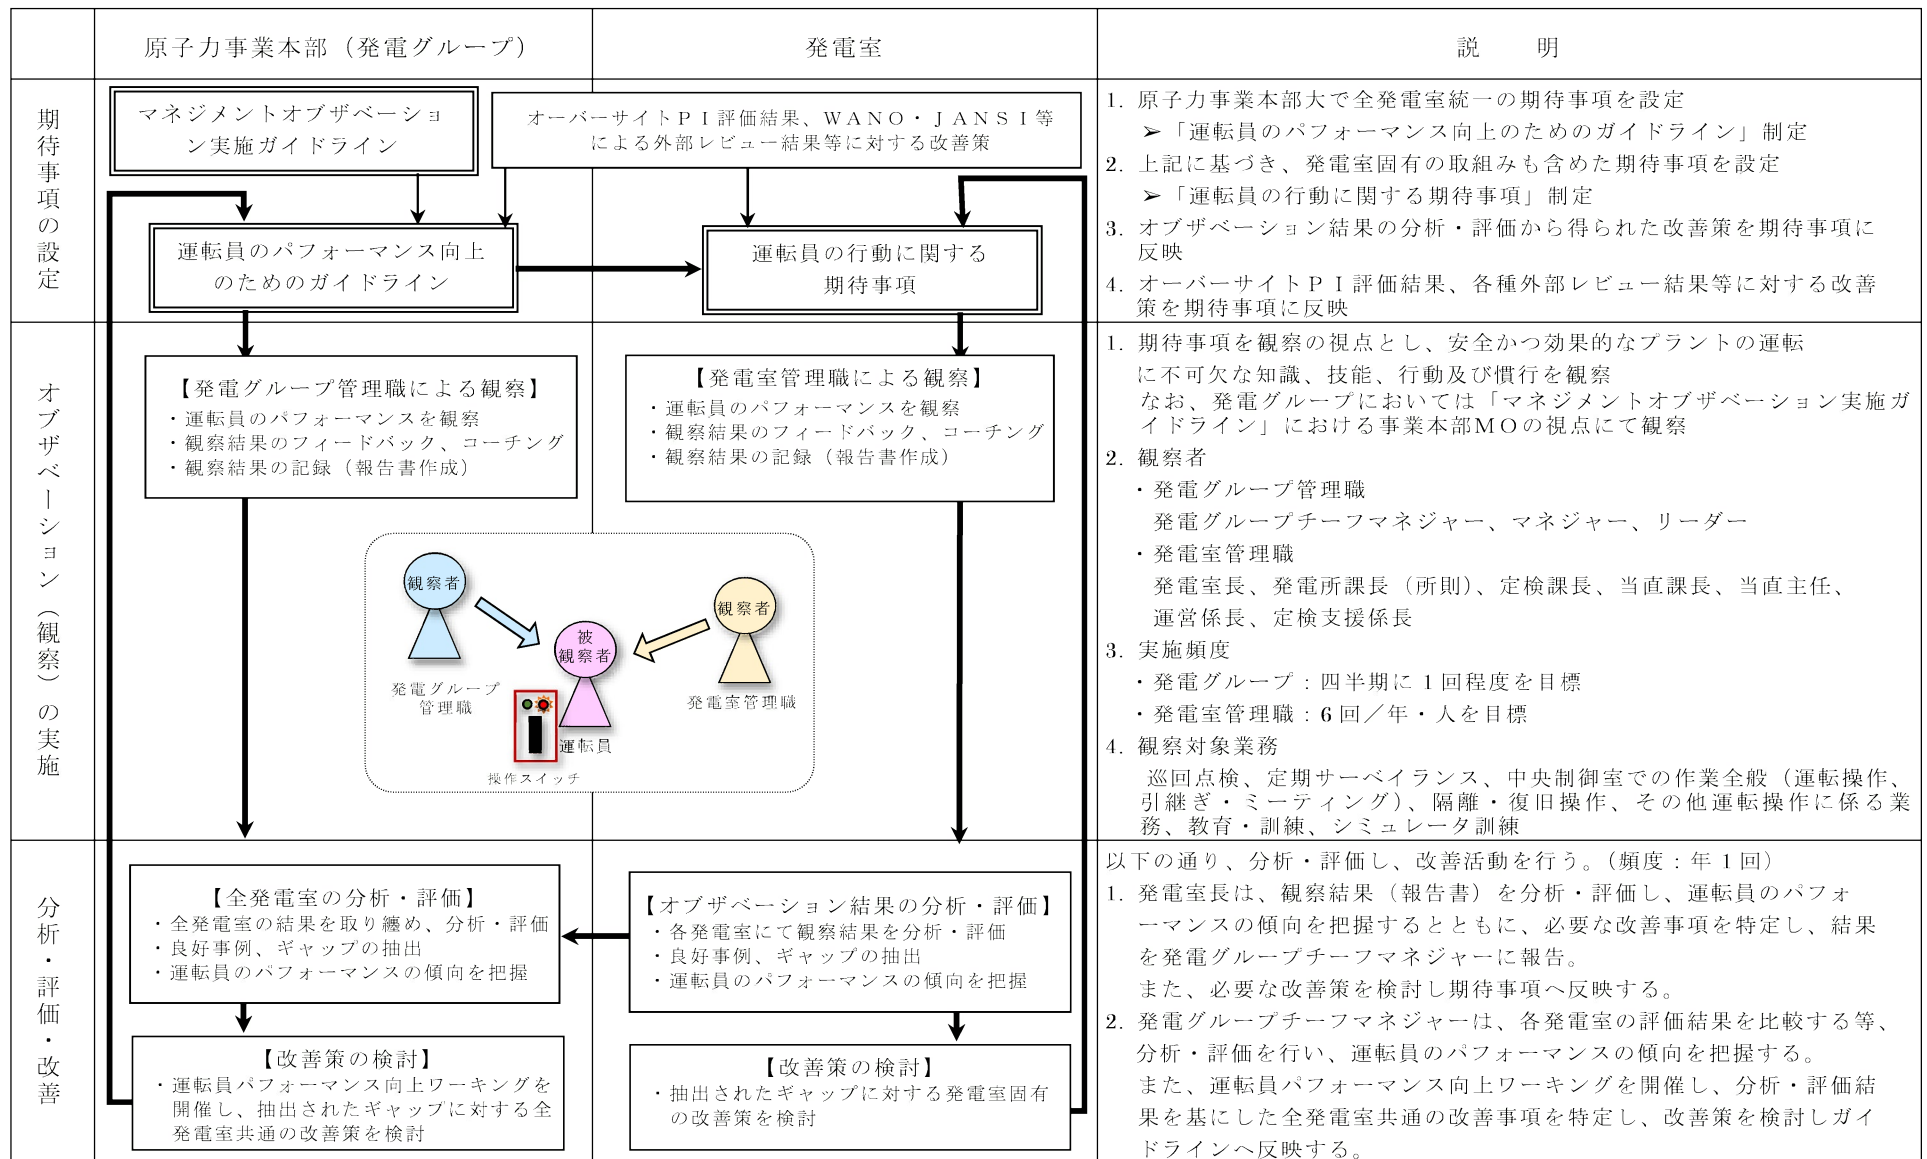 原子力事業本部（発電グループ）
発電室
説　　明
期待事項の設定
マネジメントオブザベーショ
ン実施ガイドライン
オーバーサイトＰＩ評価結果、ＷＡＮＯ・ＪＡＮＳＩ等
による外部レビュー結果等に対する改善策
運転員のパフォーマンス向上
のためのガイドライン
運転員の行動に関する
期待事項
1. 原子力事業本部大で全発電室統一の期待事項を設定
➢「運転員のパフォーマンス向上のためのガイドライン」制定
2. 上記に基づき、発電室固有の取組みも含めた期待事項を設定
➢「運転員の行動に関する期待事項」制定
3. オブザベーション結果の分析・評価から得られた改善策を期待事項に
反映
4. オーバーサイトＰＩ評価結果、各種外部レビュー結果等に対する改善
策を期待事項に反映
オブザベーション（観察）の実施
【発電グループ管理職による観察】
・運転員のパフォーマンスを観察
・観察結果のフィードバック、コーチング
・観察結果の記録（報告書作成）
【発電室管理職による観察】
・運転員のパフォーマンスを観察
・観察結果のフィードバック、コーチング
・観察結果の記録（報告書作成）
観察者
観察者
被
観察者
発電グループ
管理職
発電室管理職
運転員
操作スイッチ
1. 期待事項を観察の視点とし、安全かつ効果的なプラントの運転
に不可欠な知識、技能、行動及び慣行を観察
なお、発電グループにおいては「マネジメントオブザベーション実施ガ
イドライン」における事業本部MOの視点にて観察
2. 観察者
・発電グループ管理職
発電グループチーフマネジャー、マネジャー、リーダー
・発電室管理職
発電室長、発電所課長（所則）、定検課長、当直課長、当直主任、
運営係長、定検支援係長
3. 実施頻度
・発電グループ：四半期に１回程度を目標
・発電室管理職：6回／年・人を目標
4. 観察対象業務
巡回点検、定期サーベイランス、中央制御室での作業全般（運転操作、
引継ぎ・ミーティング）、隔離・復旧操作、その他運転操作に係る業
務、教育・訓練、シミュレータ訓練
分析・評価・改善
【全発電室の分析・評価】
・全発電室の結果を取り纏め、分析・評価
・良好事例、ギャップの抽出
・運転員のパフォーマンスの傾向を把握
【オブザベーション結果の分析・評価】
・各発電室にて観察結果を分析・評価
・良好事例、ギャップの抽出
・運転員のパフォーマンスの傾向を把握
【改善策の検討】
・運転員パフォーマンス向上ワーキングを
開催し、抽出されたギャップに対する全
発電室共通の改善策を検討
【改善策の検討】
・抽出されたギャップに対する発電室固有
の改善策を検討
以下の通り、分析・評価し、改善活動を行う。（頻度：年１回）
1. 発電室長は、観察結果（報告書）を分析・評価し、運転員のパフォ
ーマンスの傾向を把握するとともに、必要な改善事項を特定し、結果
を発電グループチーフマネジャーに報告。
また、必要な改善策を検討し期待事項へ反映する。
2. 発電グループチーフマネジャーは、各発電室の評価結果を比較する等、
分析・評価を行い、運転員のパフォーマンスの傾向を把握する。
また、運転員パフォーマンス向上ワーキングを開催し、分析・評価結
果を基にした全発電室共通の改善事項を特定し、改善策を検討しガイ
ドラインへ反映する。